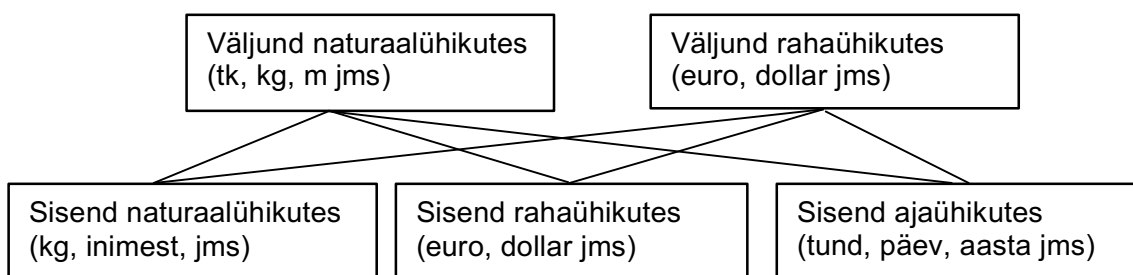 Väljund naturaalühikutes
(tk, kg, m jms)
Väljund rahaühikutes
(euro, dollar jms)
Sisend naturaalühikutes
(kg, inimest, jms)
Sisend rahaühikutes
(euro, dollar jms)
Sisend ajaühikutes
(tund, päev, aasta jms)